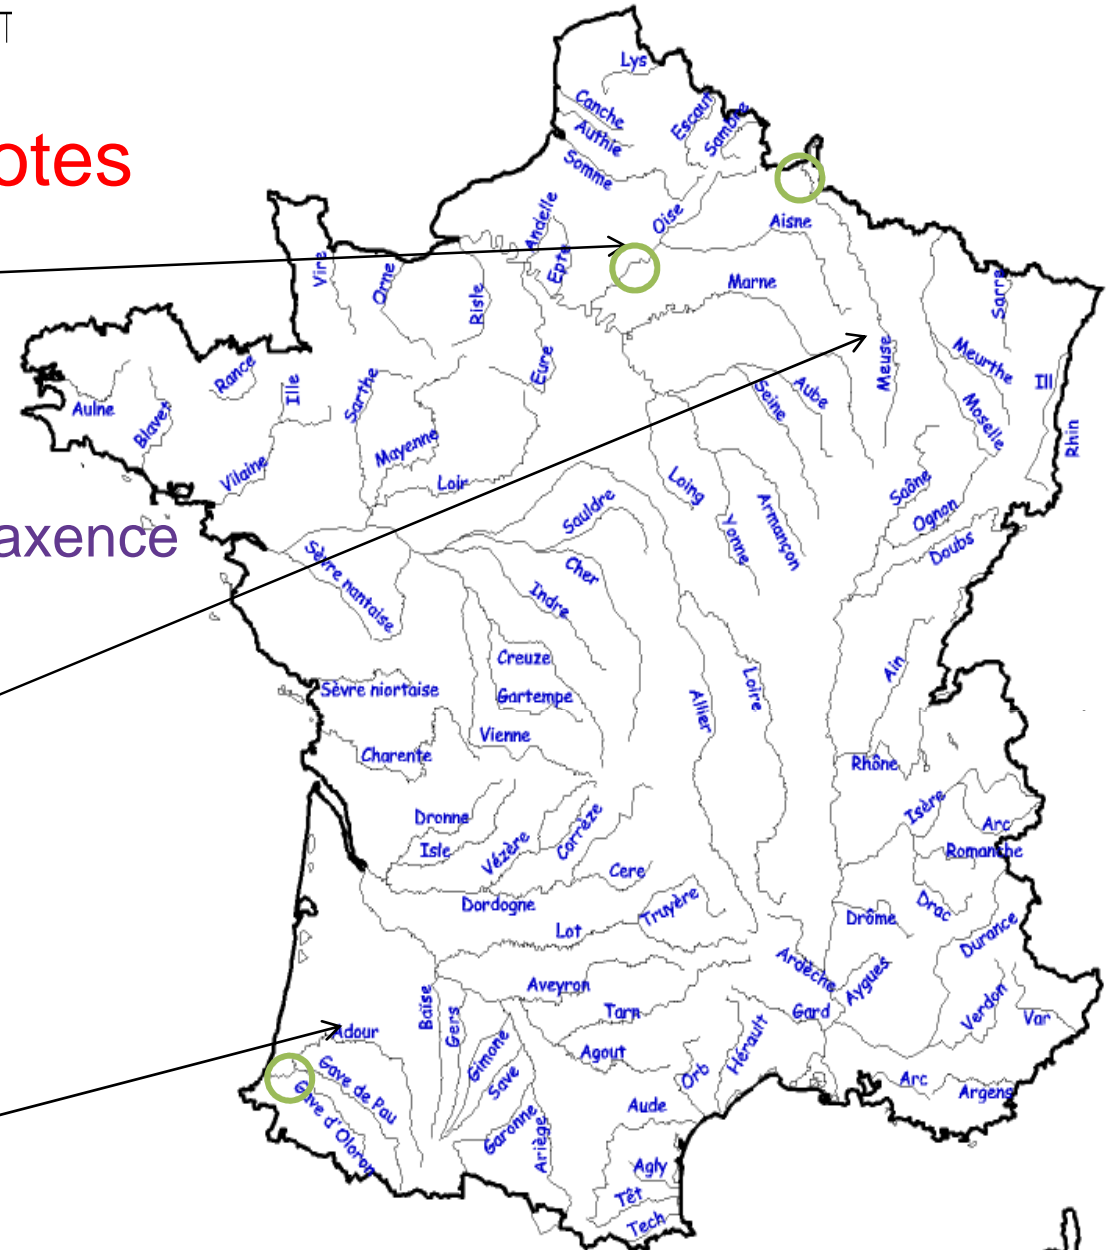 otes
axence
Lys
Canche
Authie
Somme
Escaut
Sambre
Oise
Aisne
Andelle
Epte
Vire
Orne
Risle
Marne
Sarre
Eure
Meuse
Meurthe
Ill
Rhin
Moselle
Aulne
Blavet
Rance
Ille
Sarthe
Mayenne
Vilaine
Loir
Seine
Aube
Loing
Yonne
Armançon
Saône
Ognon
Doubs
Sauldre
Cher
Indre
Sèvre nantaise
Creuze
Gartempe
Vienne
Sèvre niortaise
Charente
Allier
Loire
Ain
Rhône
Isère
Arc
Romanche
Drac
Drôme
Durance
Dronne
Isle
Vézère
Corrèze
Cere
Dordogne
Truyère
Lot
Ardèche
Aygues
Aveyron
Tarn
Agout
Gard
Hérault
Orb
Verdon
Var
Arc
Argens
Baïse
Gers
Gimone
Save
Garonne
Ariège
Adour
Gave de Pau
Gave d'Oloron
Aude
Agly
Têt
Tech